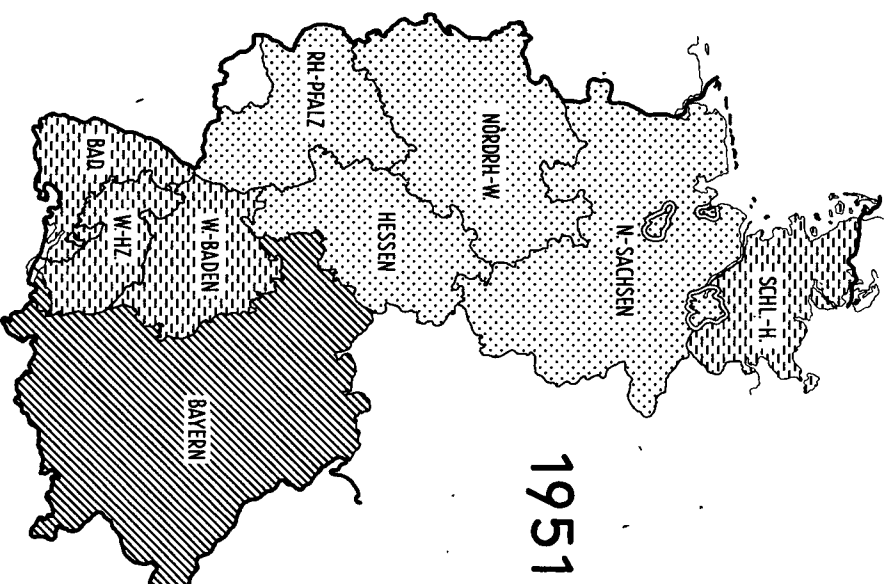 1951
SCHL-H.
N. SACHSEN
NORDRH-W
HESSEN
RH-PFALZ
W-BADEN
W-HZ
BAD
BAYERN